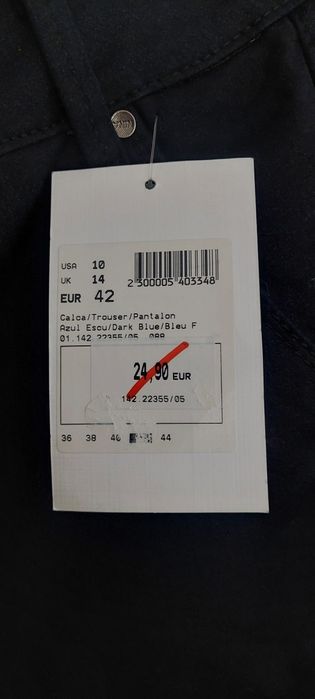 USA 10
UK 14
EUR 42
2 300005 403348
Calca/Trouser/Pantalon
Azul Escu/Dark Blue/Bleu F
01.142.22355/05 088
24,90 EUR
142.22355/05
36 38 40 44